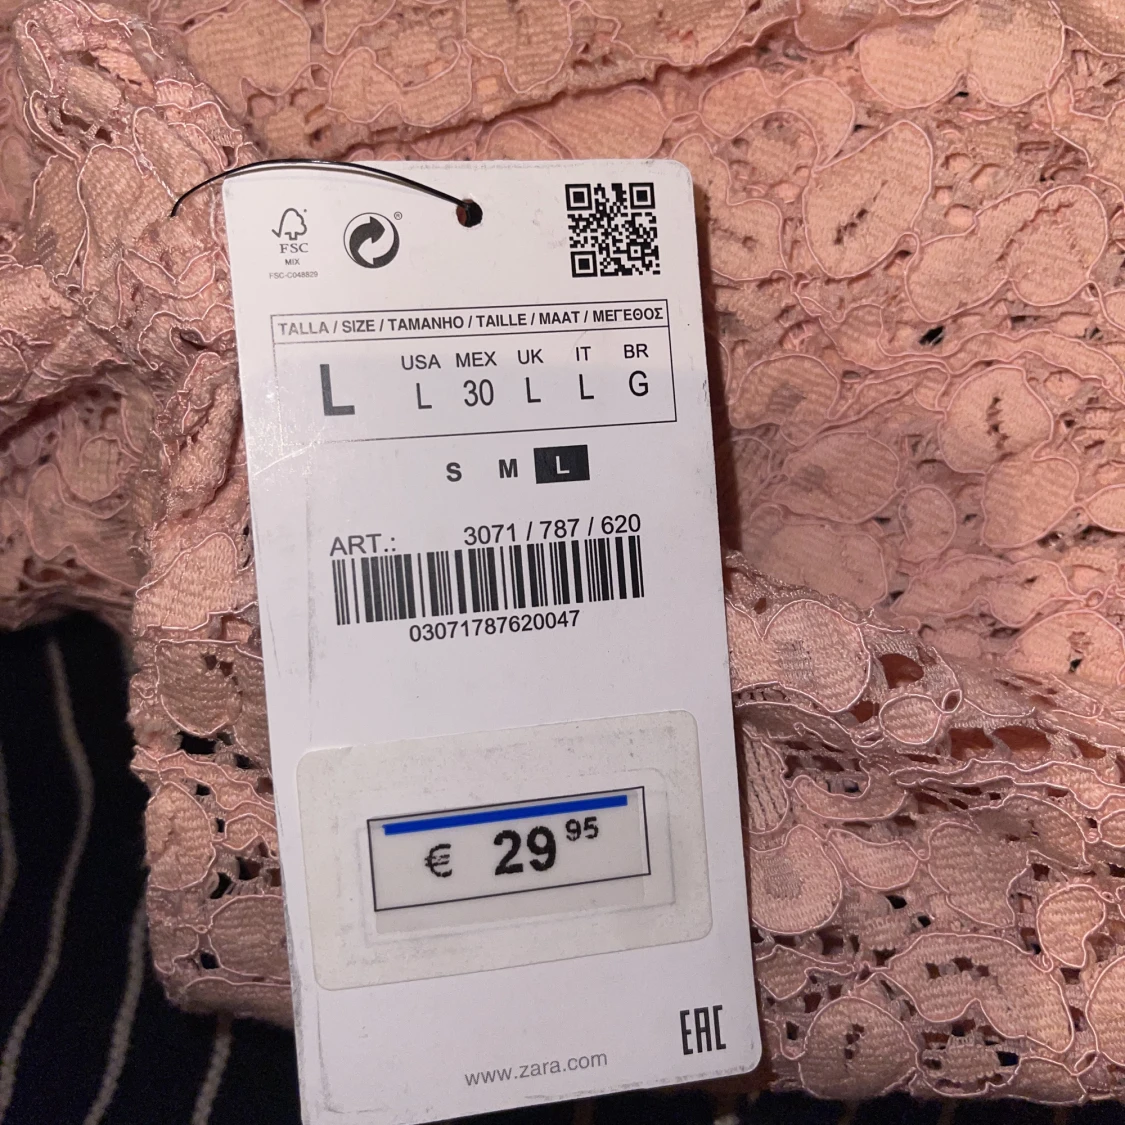 FSC
MIX
FSC-C048829
®
TALLA / SIZE / TAMANHO / TAILLE / MAAT / ΜΕΓΕΘΟΣ
L
USA MEX UK IT BR
L 30 L L G
S M L
ART.: 3071 / 787 / 620
03071787620047
€ 29 95
EAC
www.zara.com